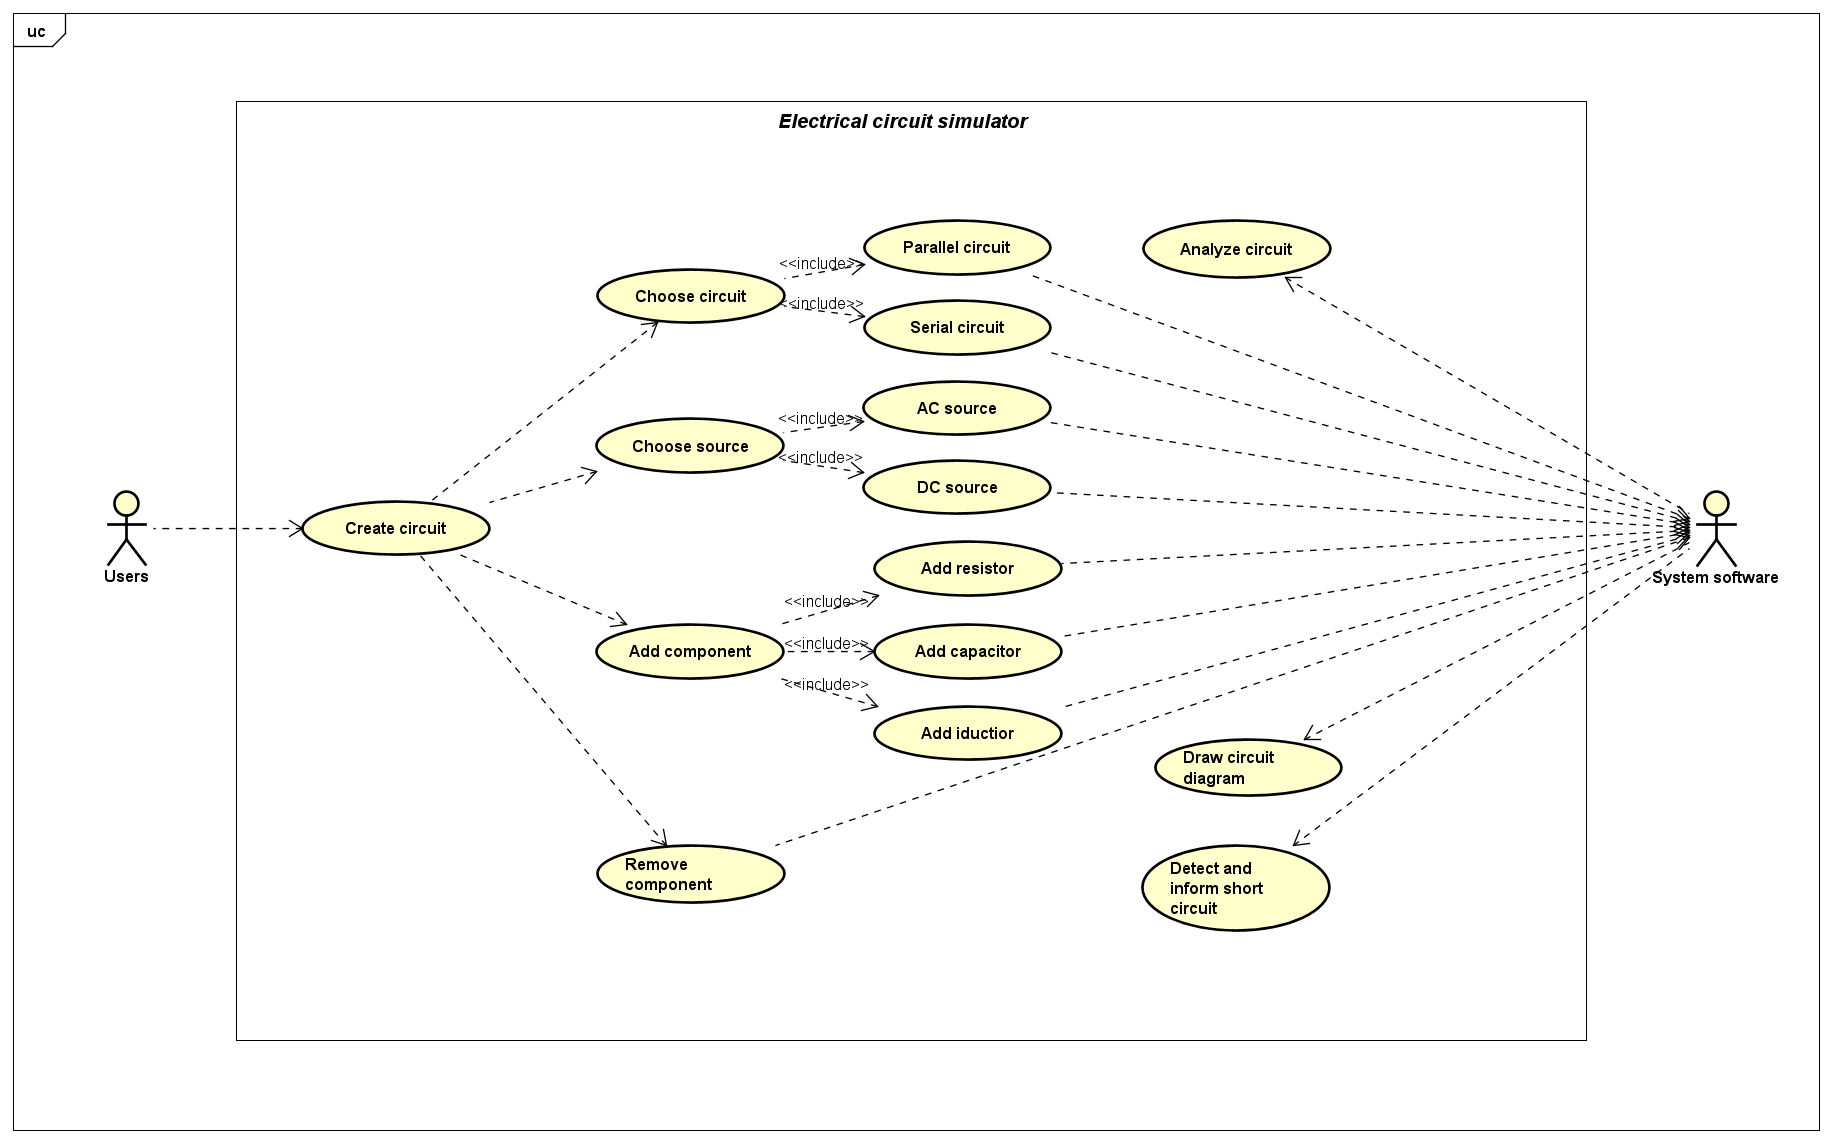 uc
Electrical circuit simulator
Parallel circuit
Analyze circuit
<<include>>
Choose circuit
<<include>>
Serial circuit
AC source
<<include>>
Choose source
<<include>>
DC source
Create circuit
Users
System software
Add resistor
<<include>>
<<include>>
Add component
Add capacitor
<<include>>
Add iductior
Draw circuit
diagram
Remove
component
Detect and
inform short
circuit